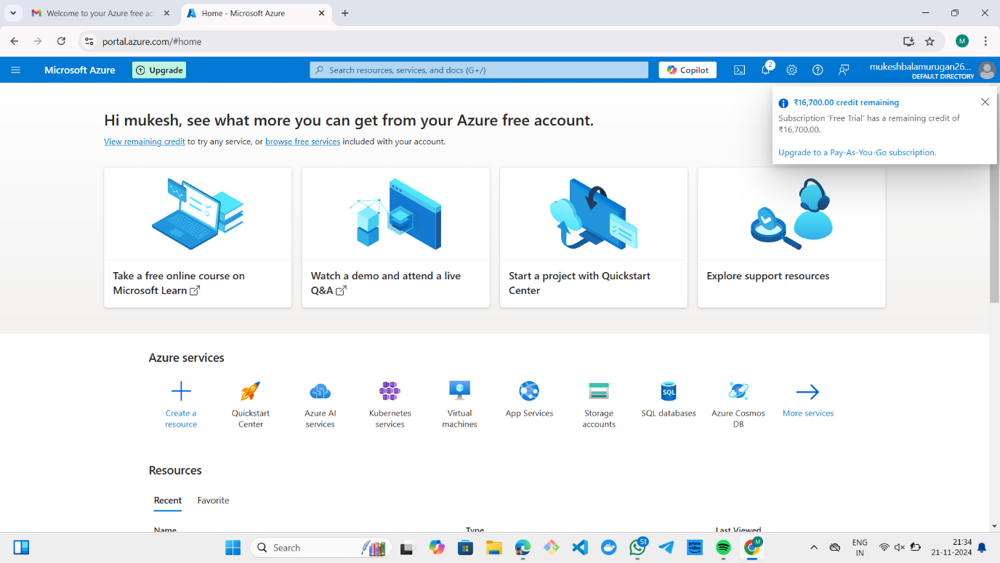 Welcome to your Azure free acc
Home - Microsoft Azure
portal.azure.com/#home
M
Microsoft Azure
Upgrade
Search resources, services, and docs (G+/)
Copilot
2
mukeshbalamurugan26...
DEFAULT DIRECTORY
₹16,700.00 credit remaining
Subscription 'Free Trial' has a remaining credit of
₹16,700.00.
Upgrade to a Pay-As-You-Go subscription.
Hi mukesh, see what more you can get from your Azure free account.
View remaining credit to try any service, or browse free services included with your account.
Take a free online course on
Microsoft Learn
Watch a demo and attend a live
Q&A
Start a project with Quickstart
Center
Explore support resources
Azure services
Create a
resource
Quickstart
Center
Azure AI
services
Kubernetes
services
Virtual
machines
App Services
Storage
accounts
SQL
SQL databases
Azure Cosmos
DB
More services
Resources
Recent
Favorite
Name
Type
Last Viewed
Search
51
prime video
M
ENG
IN
21:34
21-11-2024